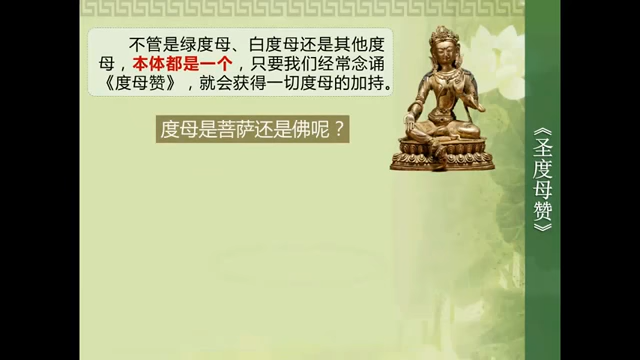 不管是绿度母、白度母还是其他度
母，本体都是一个，只要我们经常念诵
《度母赞》，就会获得一切度母的加持。
度母是菩萨还是佛呢？
《圣度母赞》